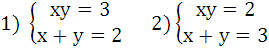 1) { xy = 3 2) { xy = 2
x + y = 2 x + y = 3